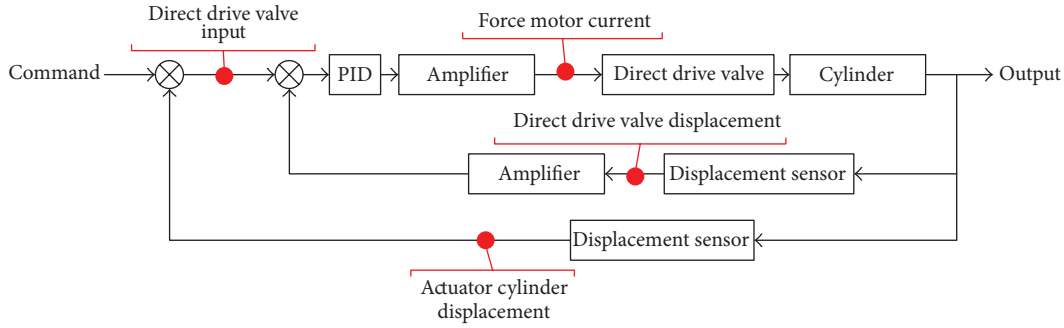 Direct drive valve
input
Force motor current
Command
PID
Amplifier
Direct drive valve
Cylinder
Output
Direct drive valve displacement
Amplifier
Displacement sensor
Displacement sensor
Actuator cylinder
displacement